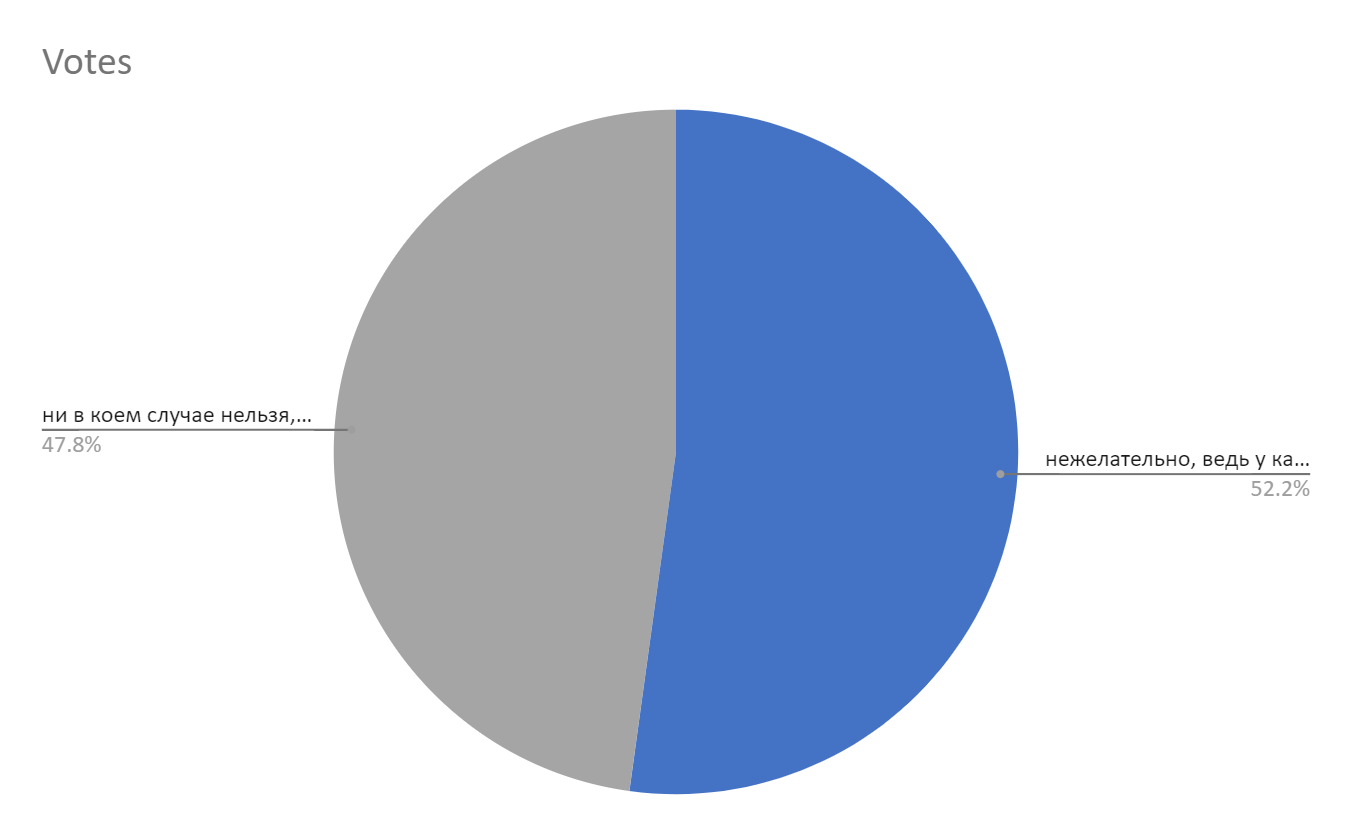 Votes
ни в коем случае нельзя,...
47.8%
нежелательно, ведь у ка...
52.2%